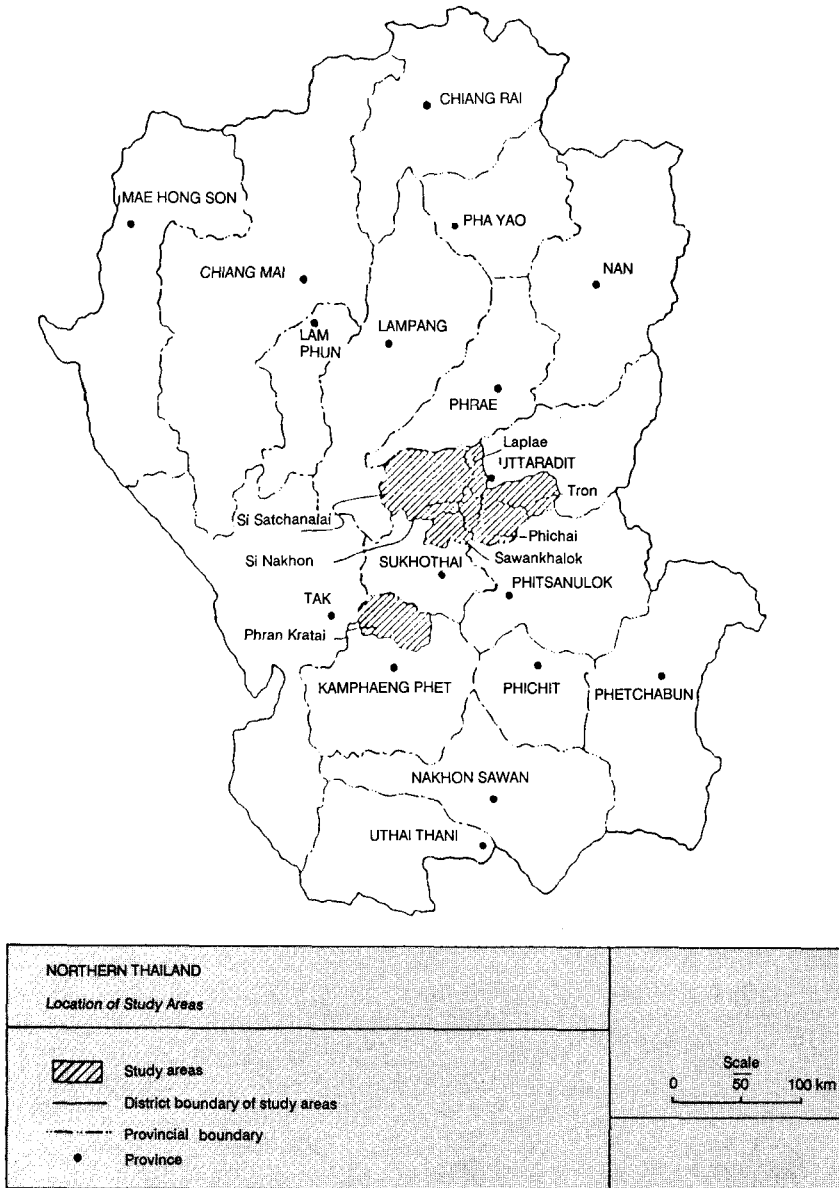 CHIANG RAI
MAE HONG SON
PHA YAO
CHIANG MAI
NAN
LAM
PHUN
LAMPANG
PHRAE
Laplae
UTTARADIT
Tron
Si Satchanalai
Phichai
Si Nakhon
Sawankhalok
SUKHOTHAI
PHITSANULOK
TAK
Phran Kratai
KAMPHAENG PHET
PHICHIT
PHETCHABUN
NAKHON SAWAN
UTHAI THANI
NORTHERN THAILAND
Location of Study Areas
Study areas
District boundary of study areas
Provincial boundary
Province
Scale
0 50 100 km